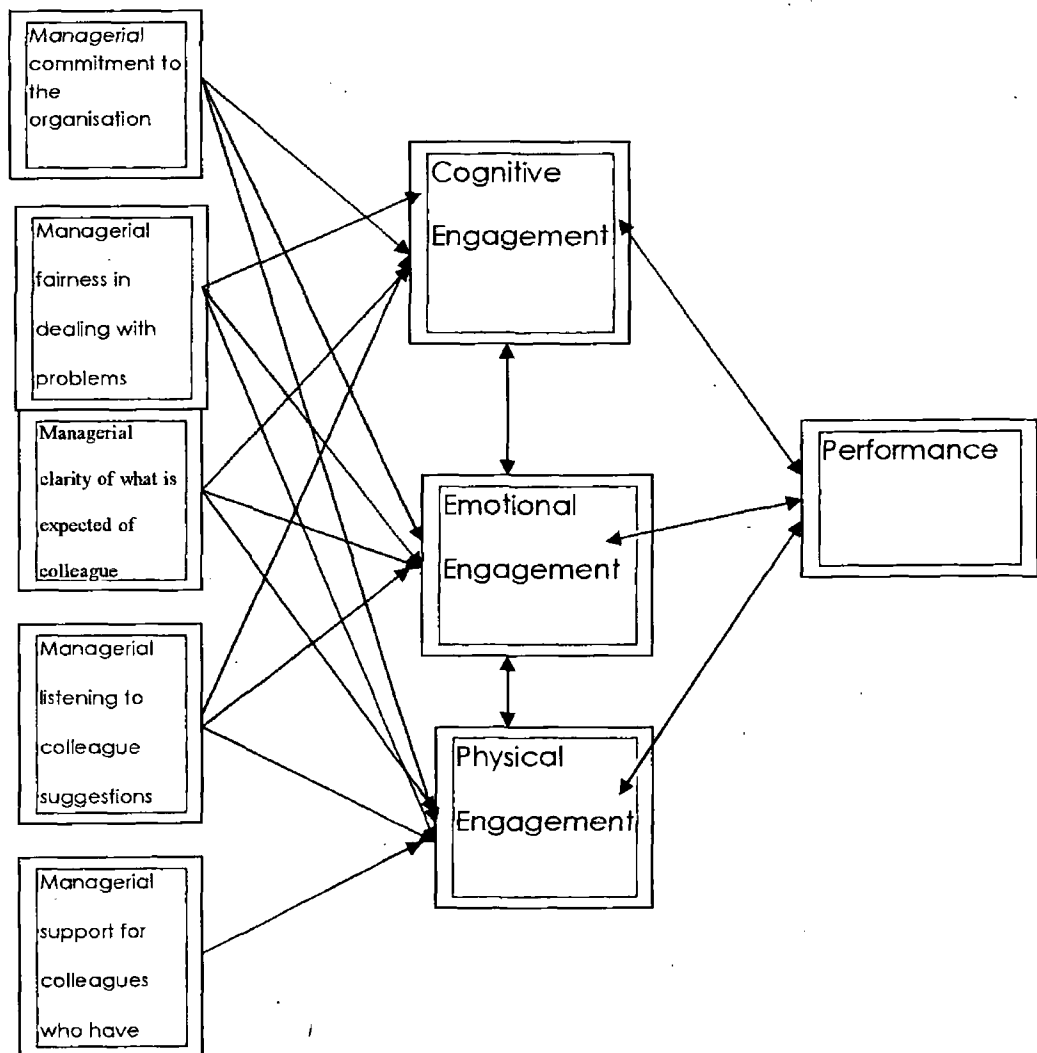 Managerial
commitment to
the
organisation
Managerial
fairness in
dealing with
problems
Managerial
clarity of what is
expected of
colleague
Managerial
listening to
colleague
suggestions
Managerial
support for
colleagues
who have
Cognitive
Engagement
Emotional
Engagement
Physical
Engagement
Performance